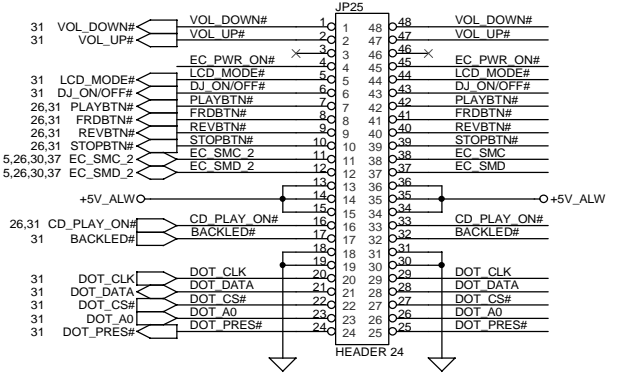 JP25
31 VOL_DOWN# VOL_DOWN# 1 1 48 48 VOL_DOWN#
31 VOL_UP# VOL_UP# 2 2 47 47 VOL_UP#
3 3 46 46
EC_PWR_ON# 4 4 45 45 EC_PWR_ON#
31 LCD_MODE# LCD_MODE# 5 5 44 44 LCD_MODE#
31 DJ_ON/OFF# DJ_ON/OFF# 6 6 43 43 DJ_ON/OFF#
26,31 PLAYBTN# PLAYBTN# 7 7 42 42 PLAYBTN#
26,31 FRDBTN# FRDBTN# 8 8 41 41 FRDBTN#
26,31 REVBTN# REVBTN# 9 9 40 40 REVBTN#
26,31 STOPBTN# STOPBTN# 10 10 39 39 STOPBTN#
5,26,30,37 EC_SMC_2 EC_SMC_2 11 11 38 38 EC_SMC
5,26,30,37 EC_SMD_2 EC_SMD_2 12 12 37 37 EC_SMD
13 13 36 36
+5V_ALW 14 14 35 35 +5V_ALW
15 15 34 34
26,31 CD_PLAY_ON# CD_PLAY_ON# 16 16 33 33 CD_PLAY_ON#
31 BACKLED# BACKLED# 17 17 32 32 BACKLED#
18 18 31 31
19 19 30 30
31 DOT_CLK DOT_CLK 20 20 29 29 DOT_CLK
31 DOT_DATA DOT_DATA 21 21 28 28 DOT_DATA
31 DOT_CS# DOT_CS# 22 22 27 27 DOT_CS#
31 DOT_A0 DOT_A0 23 23 26 26 DOT_A0
31 DOT_PRES# DOT_PRES# 24 24 25 25 DOT_PRES#
HEADER 24